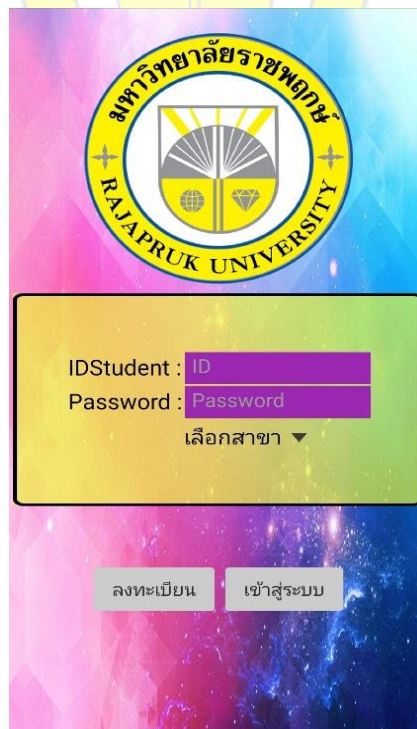 มหาวิทยาลัยราชพฤกษ์
RAJAPRUK UNIVERSITY
IDStudent : ID
Password : Password
เลือกสาขา
ลงทะเบียน เข้าสู่ระบบ